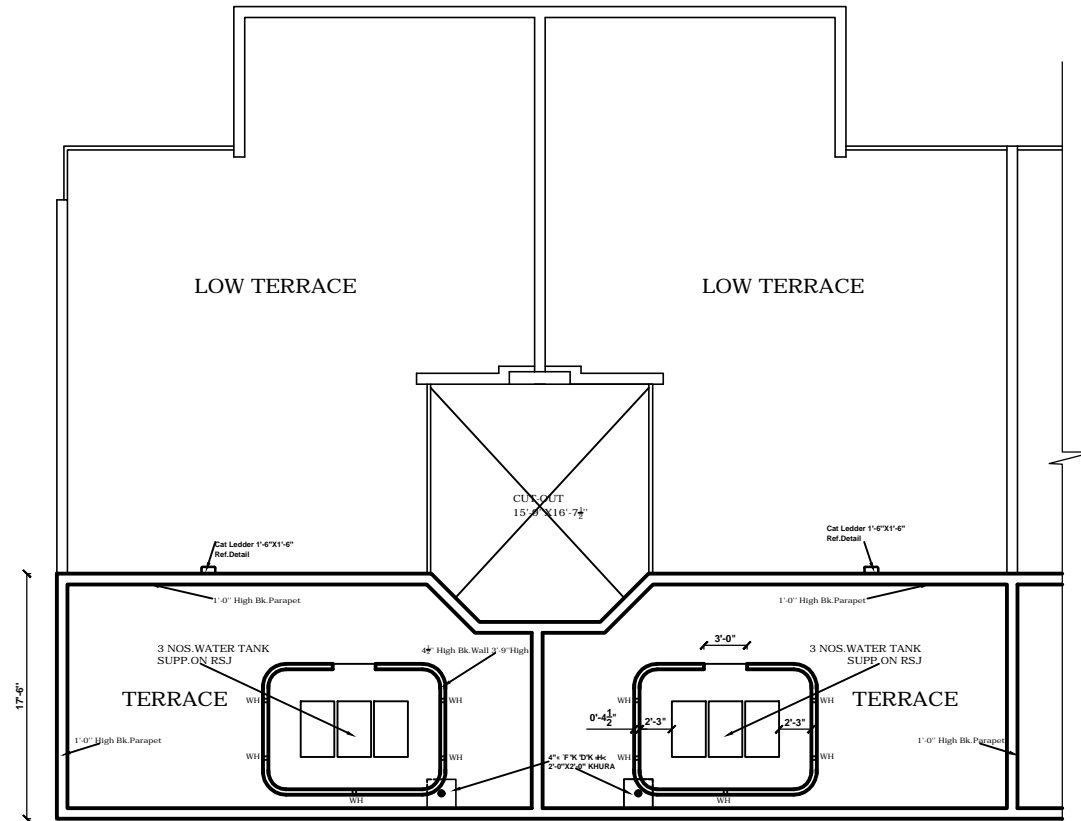 LOW TERRACE
LOW TERRACE
CUT-OUT
15'-9"X16'-7½"
Cat Ledder 1'-6"X1'-6"
Ref.Detail
Cat Ledder 1'-6"X1'-6"
Ref.Detail
1'-0" High Bk.Parapet
1'-0" High Bk.Parapet
3 NOS.WATER TANK
SUPP.ON RSJ
4½" High Bk.Wall 3'-9"High
3'-0"
3 NOS.WATER TANK
SUPP.ON RSJ
17'-6"
TERRACE
TERRACE
WH
WH
WH
WH
0'-4½"
2'-3"
2'-3"
1'-0" High Bk.Parapet
1'-0" High Bk.Parapet
WH
WH
WH
WH
4"
2'-0"X2'-0" KHURA
WH
WH